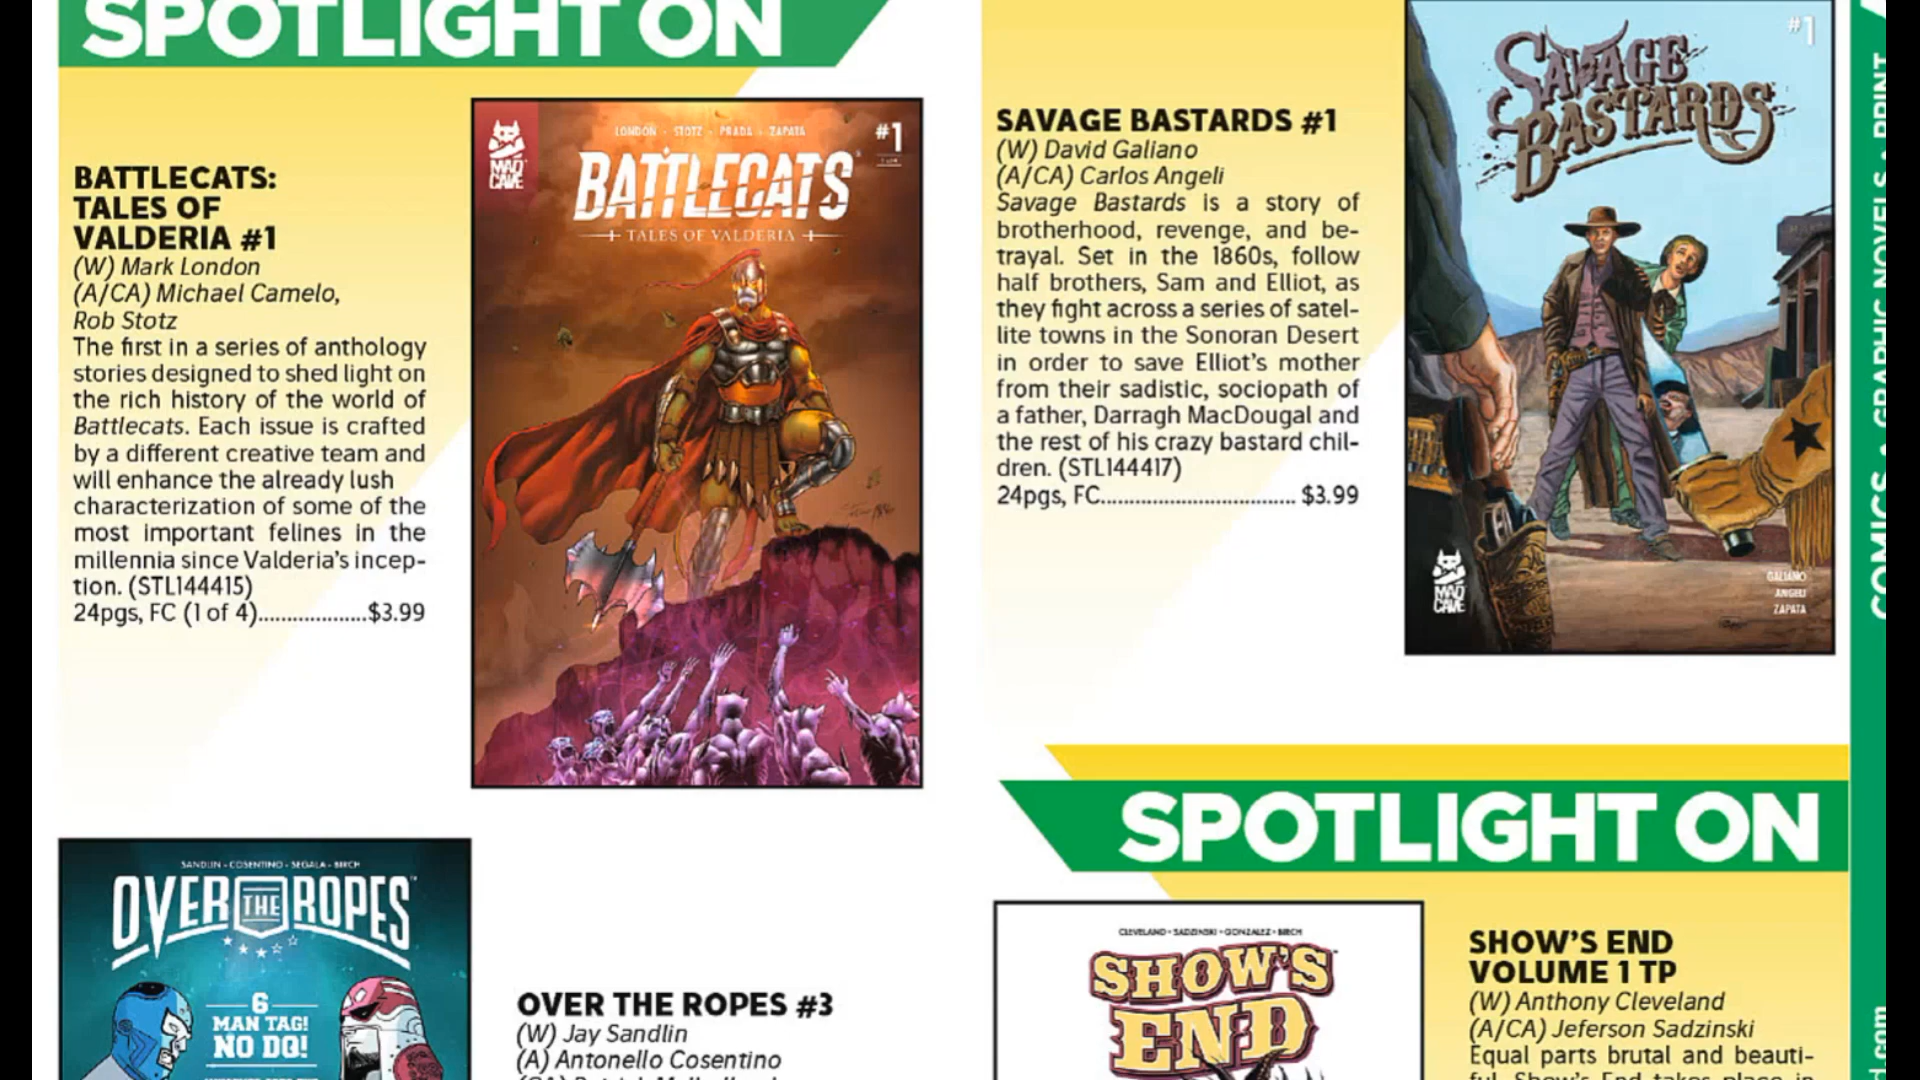 SPOTLIGHT ON
BATTLECATS:
TALES OF
VALDERIA #1
(W) Mark London
(A/CA) Michael Camelo,
Rob Stotz
The first in a series of anthology
stories designed to shed light on
the rich history of the world of
Battlecats. Each issue is crafted
by a different creative team and
will enhance the already lush
characterization of some of the
most important felines in the
millennia since Valderia's incep-
tion. (STL144415)
24pgs, FC (1 of 4)...................$3.99
MAD
CAVE
LONDON · STOTZ · PRADA · ZAPATA
#1
BATTLECATS
TALES OF VALDERIA
SAVAGE BASTARDS #1
(W) David Galiano
(A/CA) Carlos Angeli
Savage Bastards is a story of
brotherhood, revenge, and be-
trayal. Set in the 1860s, follow
half brothers, Sam and Elliot, as
they fight across a series of satel-
lite towns in the Sonoran Desert
in order to save Elliot's mother
from their sadistic, sociopath of
a father, Darragh MacDougal and
the rest of his crazy bastard chil-
dren. (STL144417)
24pgs, FC.................................. $3.99
#1
SAVAGE
BASTARDS
MAD
CAVE
GALIANO
ANGELI
ZAPATA
COMICS • GRAPHIC NOVELS • PRINT
SANDLIN · COSENTINO · SEGALA · BIRCH
OVER THE ROPES
6
MAN TAG!
NO DQ!
OVER THE ROPES #3
(W) Jay Sandlin
(A) Antonello Cosentino
SPOTLIGHT ON
CLEVELAND · SADZINSKI · GONZALEZ · BIRCH
SHOW'S
END
SHOW'S END
VOLUME 1 TP
(W) Anthony Cleveland
(A/CA) Jeferson Sadzinski
Equal parts brutal and beauti-
ful, Show's End takes place in